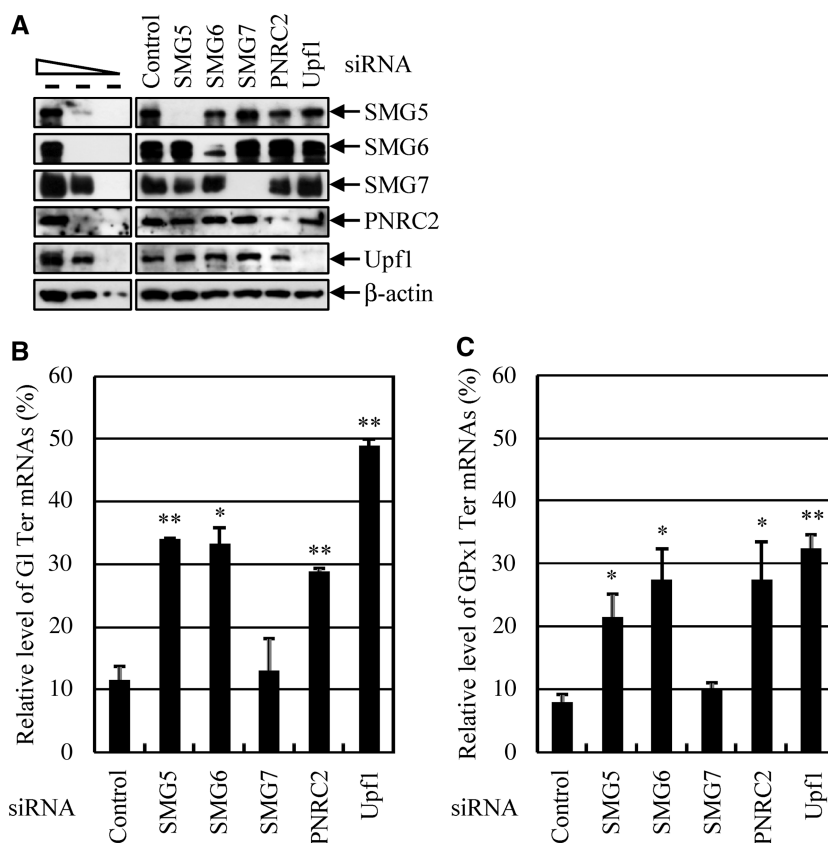 A
Control
SMG5
SMG6
SMG7
PNRC2
Upf1
siRNA
SMG5
SMG6
SMG7
PNRC2
Upf1
β-actin
B
Relative level of Gl Ter mRNAs (%)
60
50
40
30
20
10
0
**
*
**
**
siRNA
Control
SMG5
SMG6
SMG7
PNRC2
Upf1
C
Relative level of GPx1 Ter mRNAs (%)
60
50
40
30
20
10
0
*
*
*
**
siRNA
Control
SMG5
SMG6
SMG7
PNRC2
Upf1